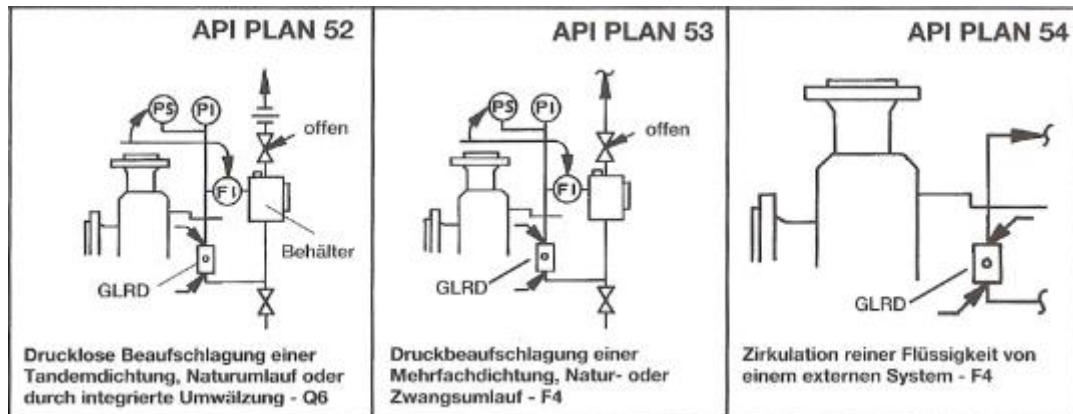 API PLAN 52
PS
PI
offen
FI
Behälter
GLRD
Drucklose Beaufschlagung einer
Tandemdichtung, Naturumlauf oder
durch integrierte Umwälzung - Q6
API PLAN 53
PS
PI
offen
FI
GLRD
Druckbeaufschlagung einer
Mehrfachdichtung, Natur- oder
Zwangsumlauf - F4
API PLAN 54
GLRD
Zirkulation reiner Flüssigkeit von
einem externen System - F4